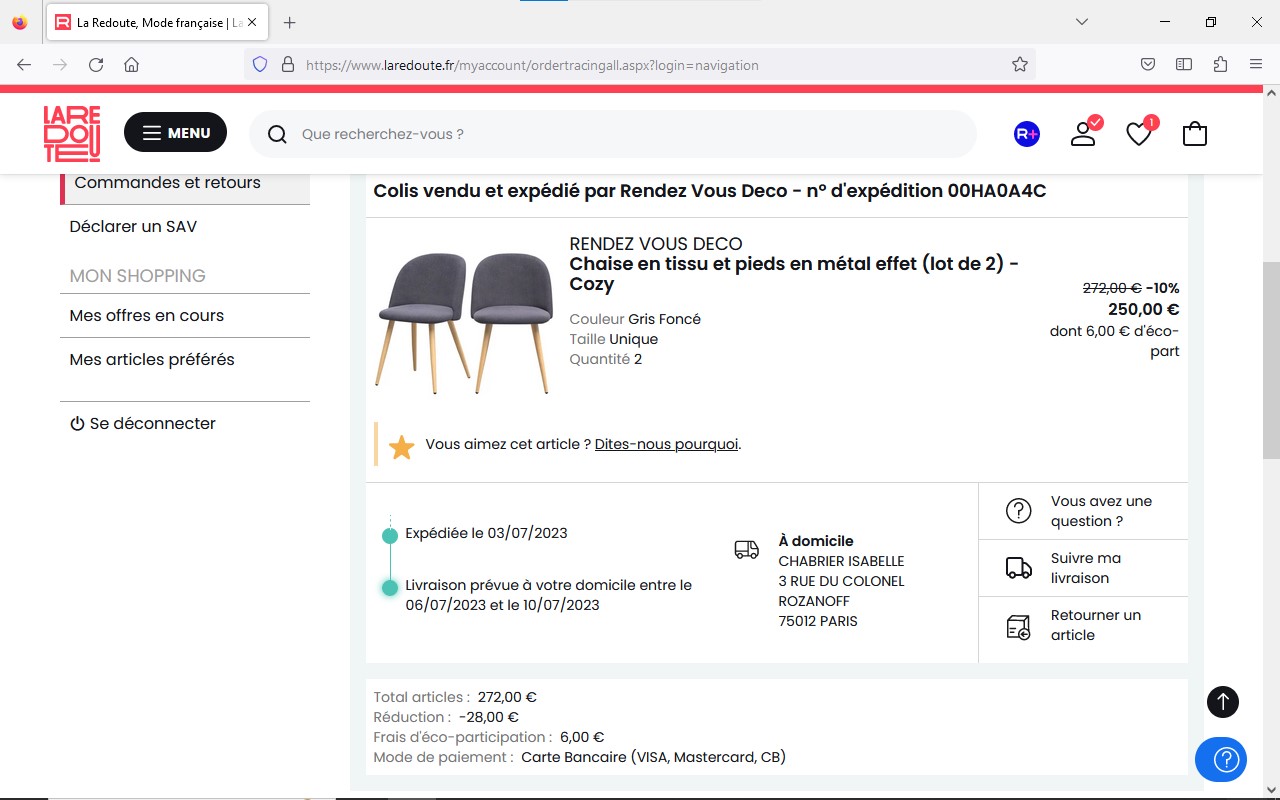 La Redoute, Mode française | La
https://www.laredoute.fr/myaccount/ordertracingall.aspx?login=navigation
LA REDOUTE
MENU
Que recherchez-vous ?
R+
1
Commandes et retours
Déclarer un SAV
MON SHOPPING
Mes offres en cours
Mes articles préférés
Se déconnecter
Colis vendu et expédié par Rendez Vous Deco - n° d'expédition 00HA0A4C
RENDEZ VOUS DECO
Chaise en tissu et pieds en métal effet (lot de 2) -
Cozy
Couleur Gris Foncé
Taille Unique
Quantité 2
272,00 € -10%
250,00 €
dont 6,00 € d'éco-
part
Vous aimez cet article ? Dites-nous pourquoi.
Expédiée le 03/07/2023
Livraison prévue à votre domicile entre le
06/07/2023 et le 10/07/2023
À domicile
CHABRIER ISABELLE
3 RUE DU COLONEL
ROZANOFF
75012 PARIS
Vous avez une
question ?
Suivre ma
livraison
Retourner un
article
Total articles : 272,00 €
Réduction : -28,00 €
Frais d'éco-participation : 6,00 €
Mode de paiement : Carte Bancaire (VISA, Mastercard, CB)